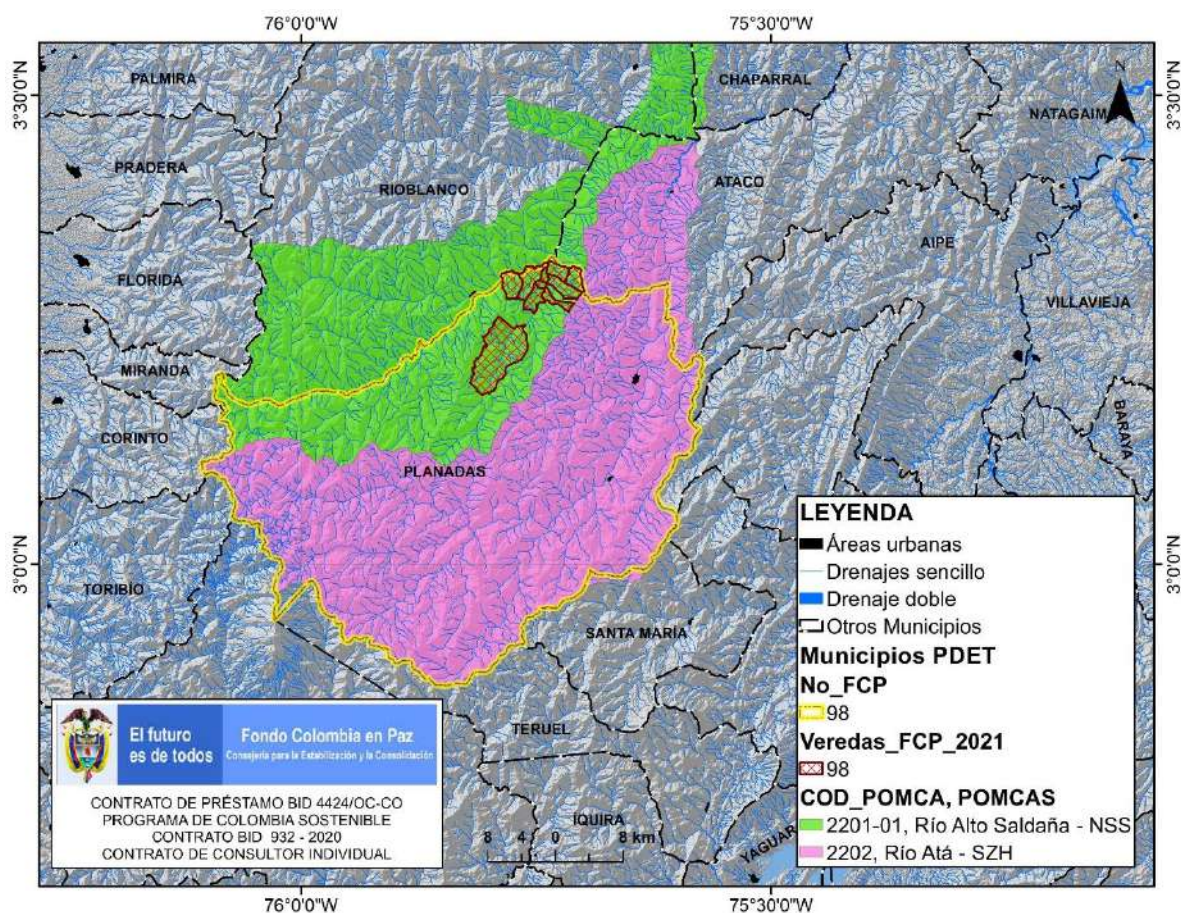 76°0'0"W
75°30'0"W
3°30'0"N
3°30'0"N
N
PALMIRA
CHAPARRAL
NATAGAIM
PRADERA
RIOBLANCO
ATACO
AIPE
FLORIDA
VILLAVIEJA
MIRANDA
BARAYA
CORINTO
PLANADAS
3°0'0"N
3°0'0"N
TORIBÍO
SANTA MARÍA
TERUEL
ÍQUIRA
YAGUAR
8 4 0 8 km
El futuro
es de todos
Fondo Colombia en Paz
Consejería para la Estabilización y la Consolidación
CONTRATO DE PRÉSTAMO BID 4424/OC-CO
PROGRAMA DE COLOMBIA SOSTENIBLE
CONTRATO BID 932 - 2020
CONTRATO DE CONSULTOR INDIVIDUAL
LEYENDA
Áreas urbanas
Drenajes sencillo
Drenaje doble
Otros Municipios
Municipios PDET
No_FCP
98
Veredas_FCP_2021
98
COD_POMCA, POMCAS
2201-01, Río Alto Saldaña - NSS
2202, Río Atá - SZH
76°0'0"W
75°30'0"W